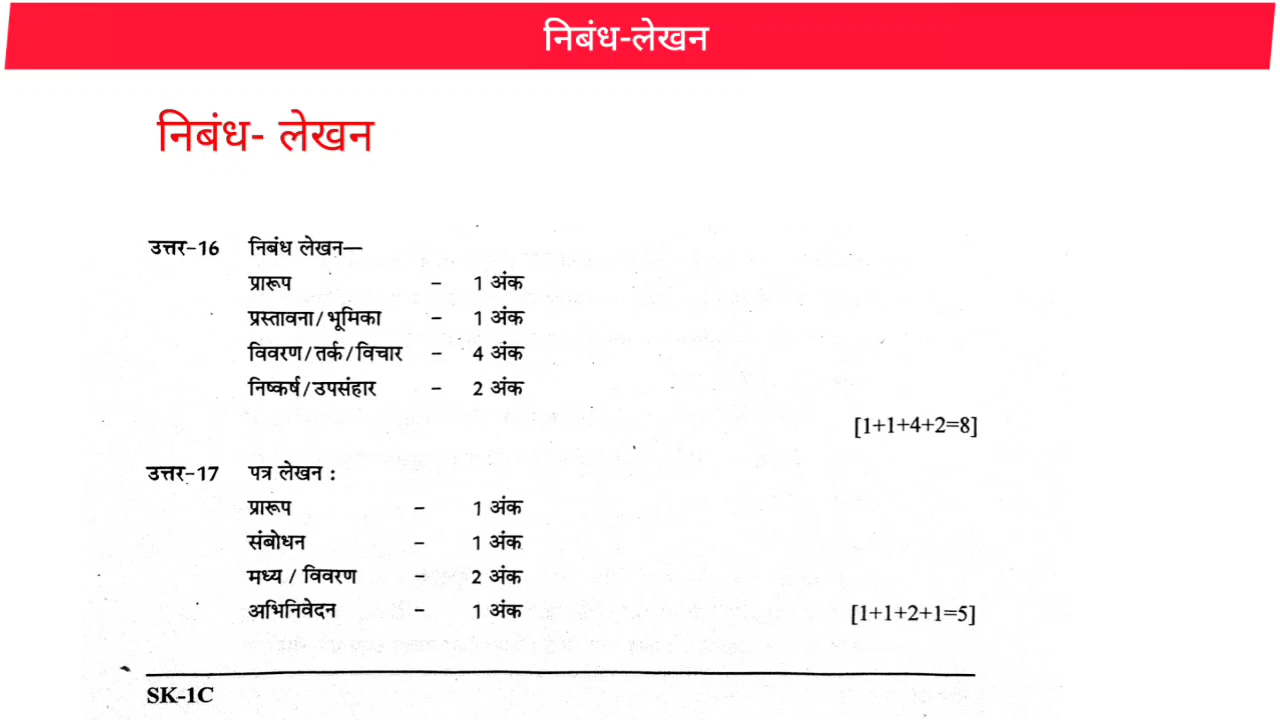 निबंध-लेखन
निबंध- लेखन
उत्तर-16 निबंध लेखन—
प्रारूप - 1 अंक
प्रस्तावना/भूमिका - 1 अंक
विवरण/तर्क/विचार - 4 अंक
निष्कर्ष/उपसंहार - 2 अंक
[1+1+4+2=8]
उत्तर-17 पत्र लेखन :
प्रारूप - 1 अंक
संबोधन - 1 अंक
मध्य / विवरण - 2 अंक
अभिनिवेदन - 1 अंक [1+1+2+1=5]
SK-1C